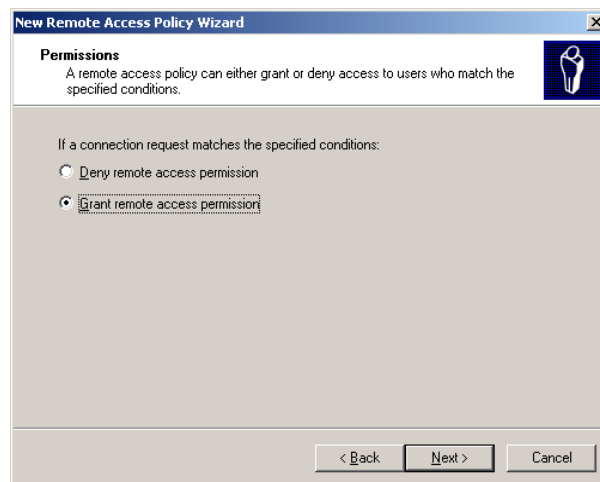 New Remote Access Policy Wizard
Permissions
A remote access policy can either grant or deny access to users who match the
specified conditions.
If a connection request matches the specified conditions:
Deny remote access permission
Grant remote access permission
< Back
Next >
Cancel